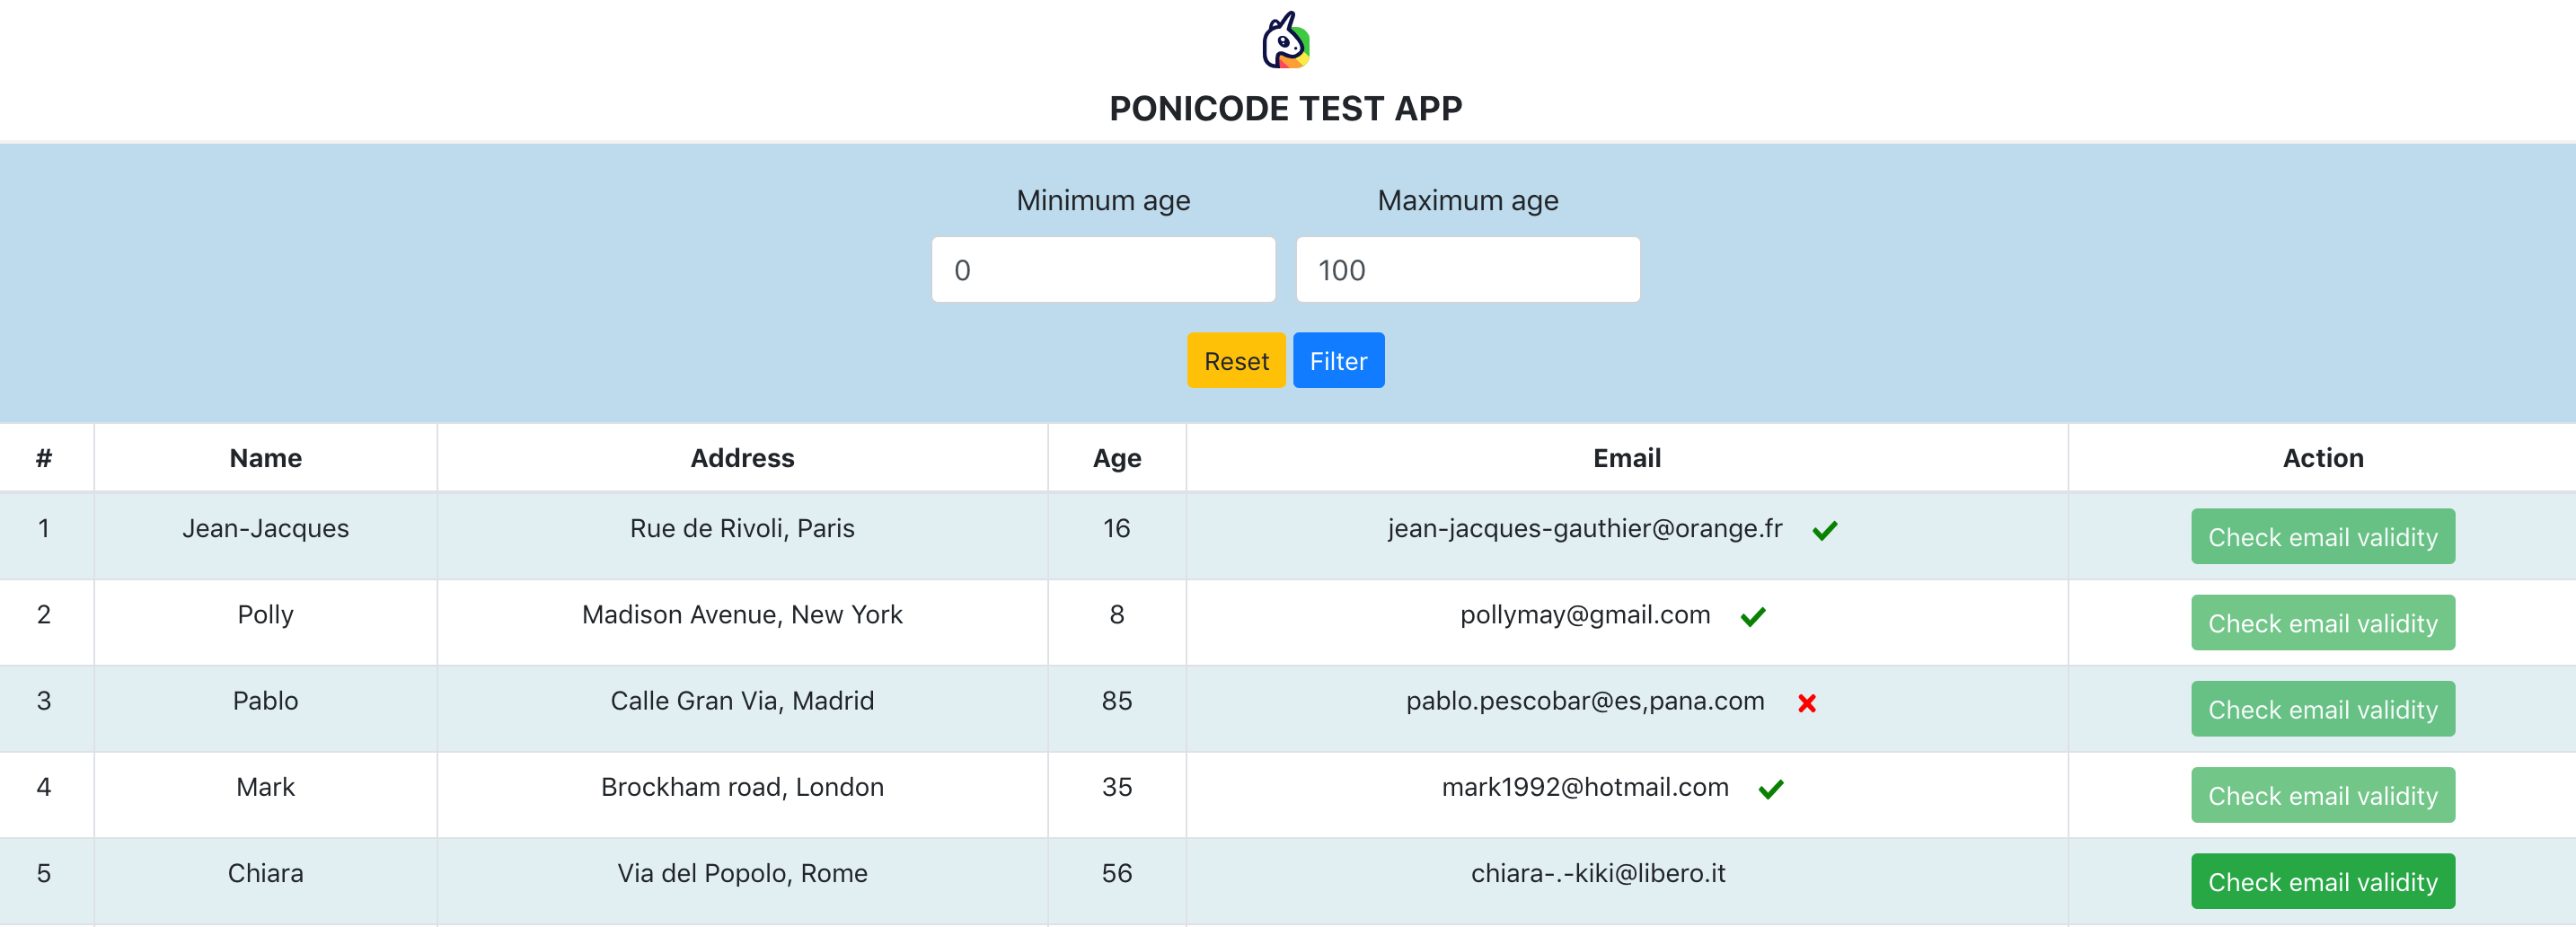 PONICODE TEST APP
Minimum age Maximum age
0 100
Reset Filter
# Name Address Age Email Action
1 Jean-Jacques Rue de Rivoli, Paris 16 jean-jacques-gauthier@orange.fr Check email validity
2 Polly Madison Avenue, New York 8 pollymay@gmail.com Check email validity
3 Pablo Calle Gran Via, Madrid 85 pablo.pescobar@es,pana.com Check email validity
4 Mark Brockham road, London 35 mark1992@hotmail.com Check email validity
5 Chiara Via del Popolo, Rome 56 chiara-.-kiki@libero.it Check email validity